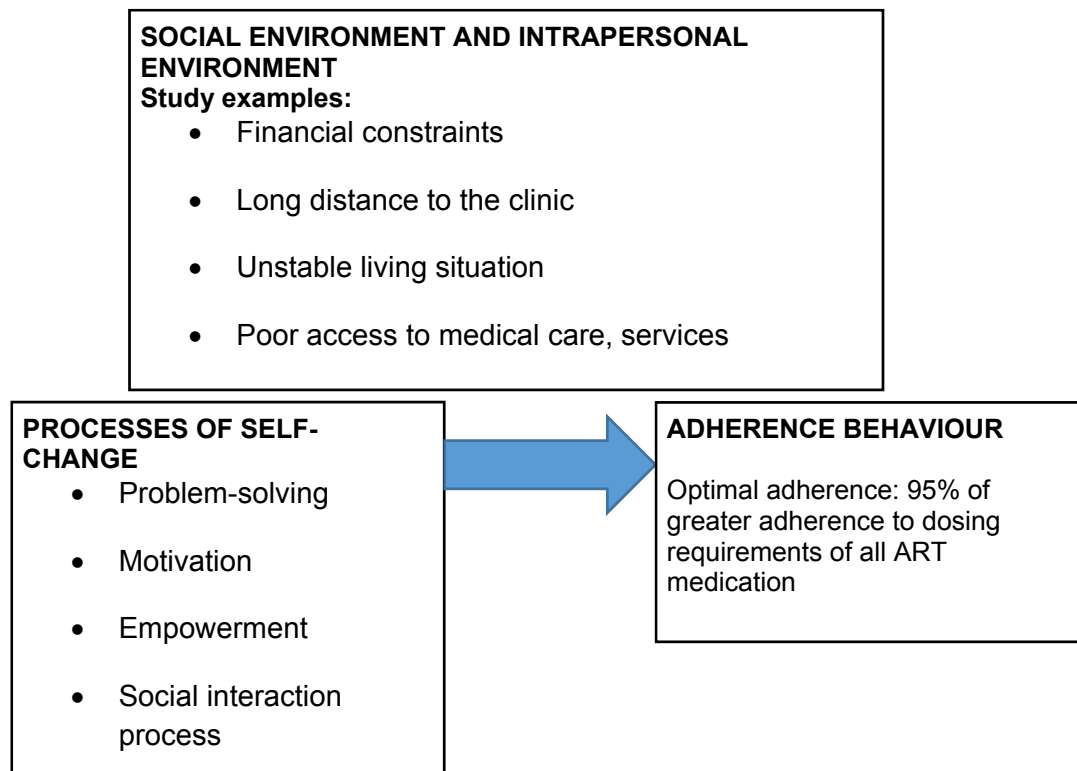 SOCIAL ENVIRONMENT AND INTRAPERSONAL
ENVIRONMENT
Study examples:
• Financial constraints
• Long distance to the clinic
• Unstable living situation
• Poor access to medical care, services
PROCESSES OF SELF-
CHANGE
• Problem-solving
• Motivation
• Empowerment
• Social interaction
process
ADHERENCE BEHAVIOUR
Optimal adherence: 95% of
greater adherence to dosing
requirements of all ART
medication